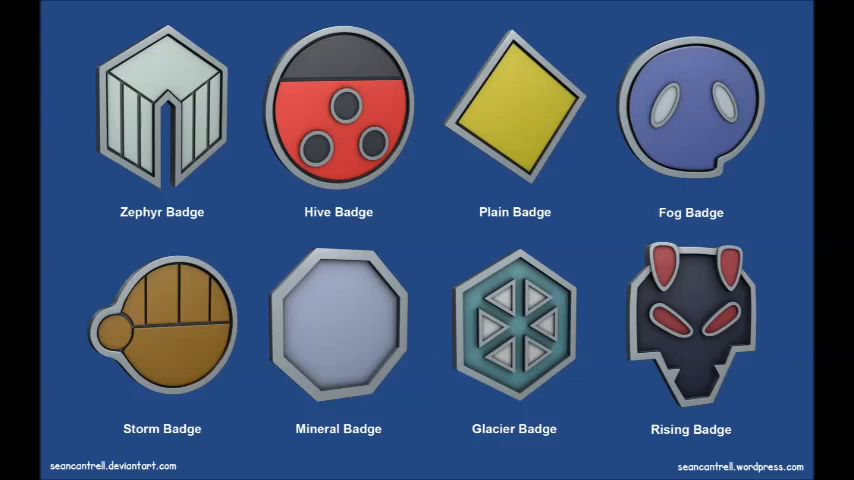 Zephyr Badge
Hive Badge
Plain Badge
Fog Badge
Storm Badge
Mineral Badge
Glacier Badge
Rising Badge
seancantrell.deviantart.com
seancantrell.wordpress.com